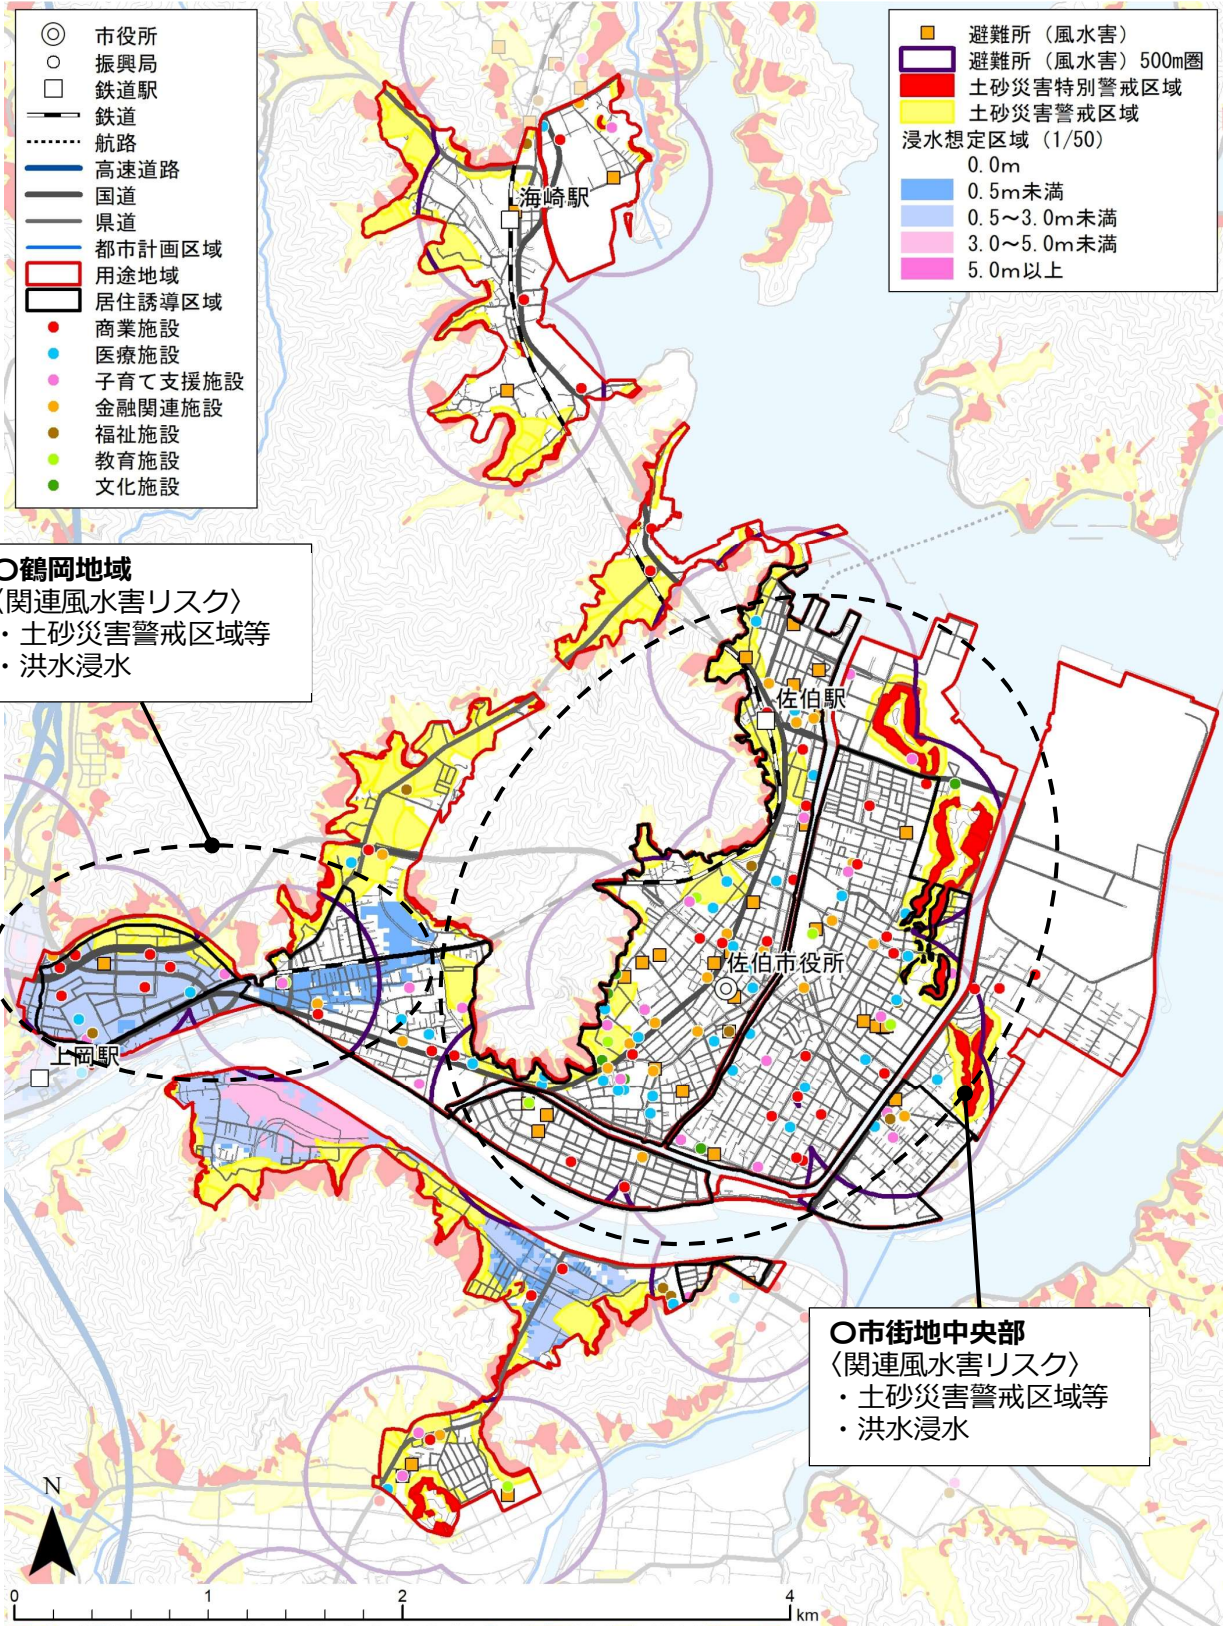 市役所
振興局
鉄道駅
鉄道
航路
高速道路
国道
県道
都市計画区域
用途地域
居住誘導区域
商業施設
医療施設
子育て支援施設
金融関連施設
福祉施設
教育施設
文化施設
避難所（風水害）
避難所（風水害）500m圏
土砂災害特別警戒区域
土砂災害警戒区域
浸水想定区域（1/50）
0.0m
0.5m未満
0.5～3.0m未満
3.0～5.0m未満
5.0m以上
海崎駅
○鶴岡地域
〈関連風水害リスク〉
・土砂災害警戒区域等
・洪水浸水
佐伯駅
佐伯市役所
上岡駅
○市街地中央部
〈関連風水害リスク〉
・土砂災害警戒区域等
・洪水浸水
N
0 1 2 4
km